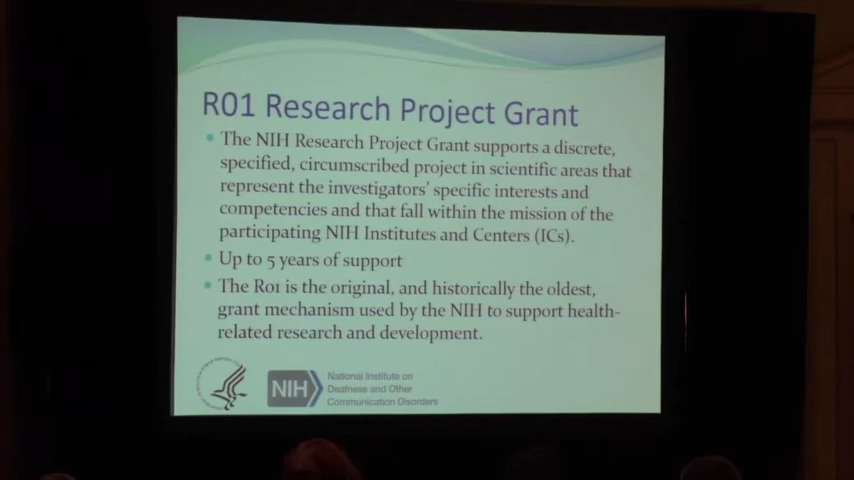 R01 Research Project Grant
• The NIH Research Project Grant supports a discrete,
specified, circumscribed project in scientific areas that
represent the investigators' specific interests and
competencies and that fall within the mission of the
participating NIH Institutes and Centers (ICs).
• Up to 5 years of support
• The R01 is the original, and historically the oldest,
grant mechanism used by the NIH to support health-
related research and development.
NIH
National Institute on
Deafness and Other
Communication Disorders